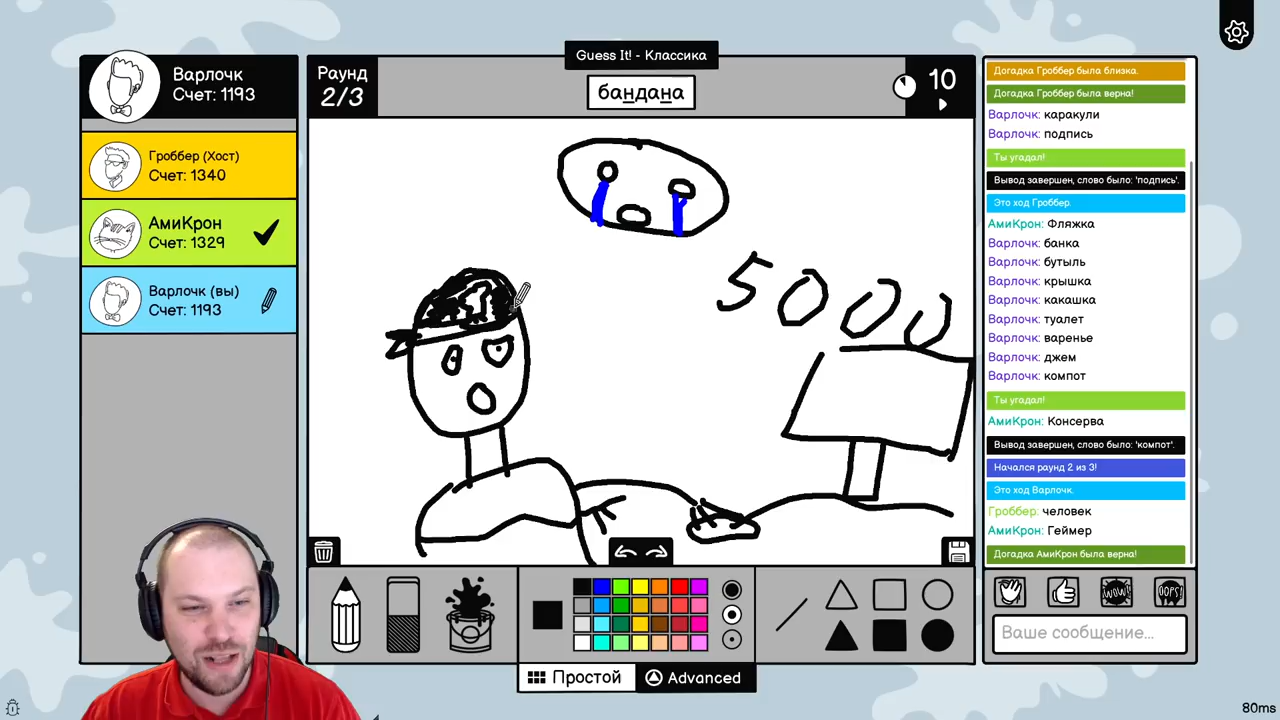 Guess It! - Классика
Варлочк
Счет: 1193
Раунд
2/3
бандана
10
Гроббер (Хост)
Счет: 1340
АмиКрон
Счет: 1329
Варлочк (вы)
Счет: 1193
5000
Догадка Гроббер была близка.
Догадка Гроббер была верна!
Варлочк: каракули
Варлочк: подпись
Ты угадал!
Вывод завершен, слово было: 'подпись'.
Это ход Гроббер.
АмиКрон: Фляжка
Варлочк: банка
Варлочк: бутыль
Варлочк: крышка
Варлочк: какашка
Варлочк: туалет
Варлочк: варенье
Варлочк: джем
Варлочк: компот
Ты угадал!
АмиКрон: Консерва
Вывод завершен, слово было: 'компот'.
Начался раунд 2 из 3!
Это ход Варлочк.
Гроббер: человек
АмиКрон: Геймер
Догадка АмиКрон была верна!
WOW!
OOPS!
Ваше сообщение...
Простой
Advanced
80ms